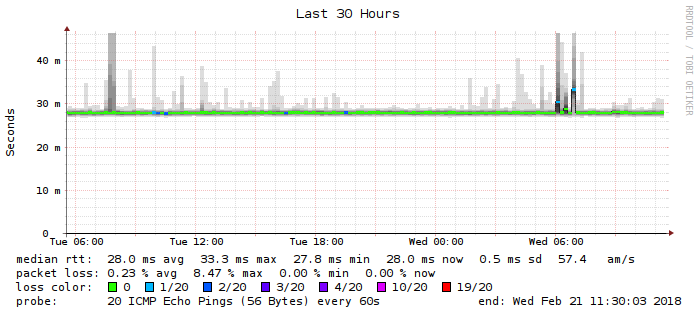 Last 30 Hours
RRDTOOL / TOBI OETIKER
Seconds
40 m
30 m
20 m
10 m
0
Tue 06:00 Tue 12:00 Tue 18:00 Wed 00:00 Wed 06:00
median rtt: 28.0 ms avg 33.3 ms max 27.8 ms min 28.0 ms now 0.5 ms sd 57.4 am/s
packet loss: 0.23 % avg 8.47 % max 0.00 % min 0.00 % now
loss color: 0 1/20 2/20 3/20 4/20 10/20 19/20
probe: 20 ICMP Echo Pings (56 Bytes) every 60s end: Wed Feb 21 11:30:03 2018